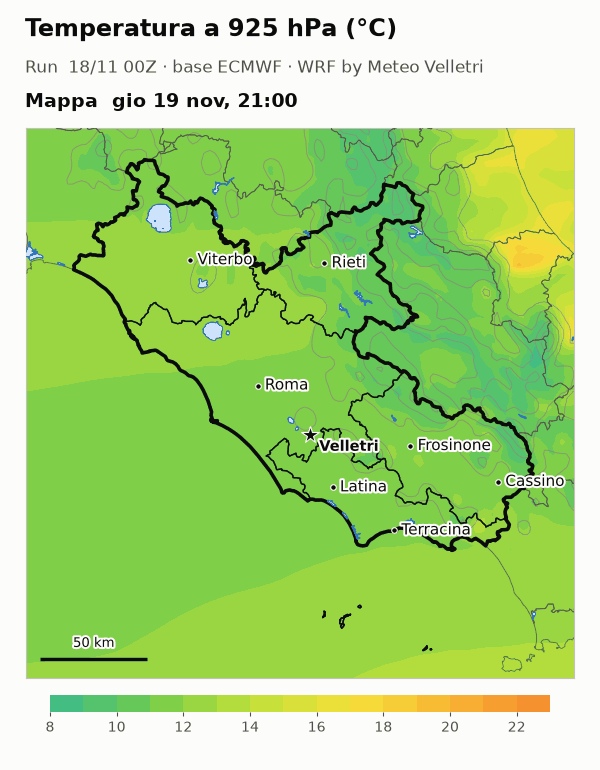 Temperatura a 925 hPa (°C)
Run  18/11 00Z · base ECMWF · WRF by Meteo Velletri
Mappa  gio 19 nov, 21:00
Viterbo
Rieti
Roma
Velletri
Frosinone
Latina
Cassino
Terracina
50 km
8 10 12 14 16 18 20 22